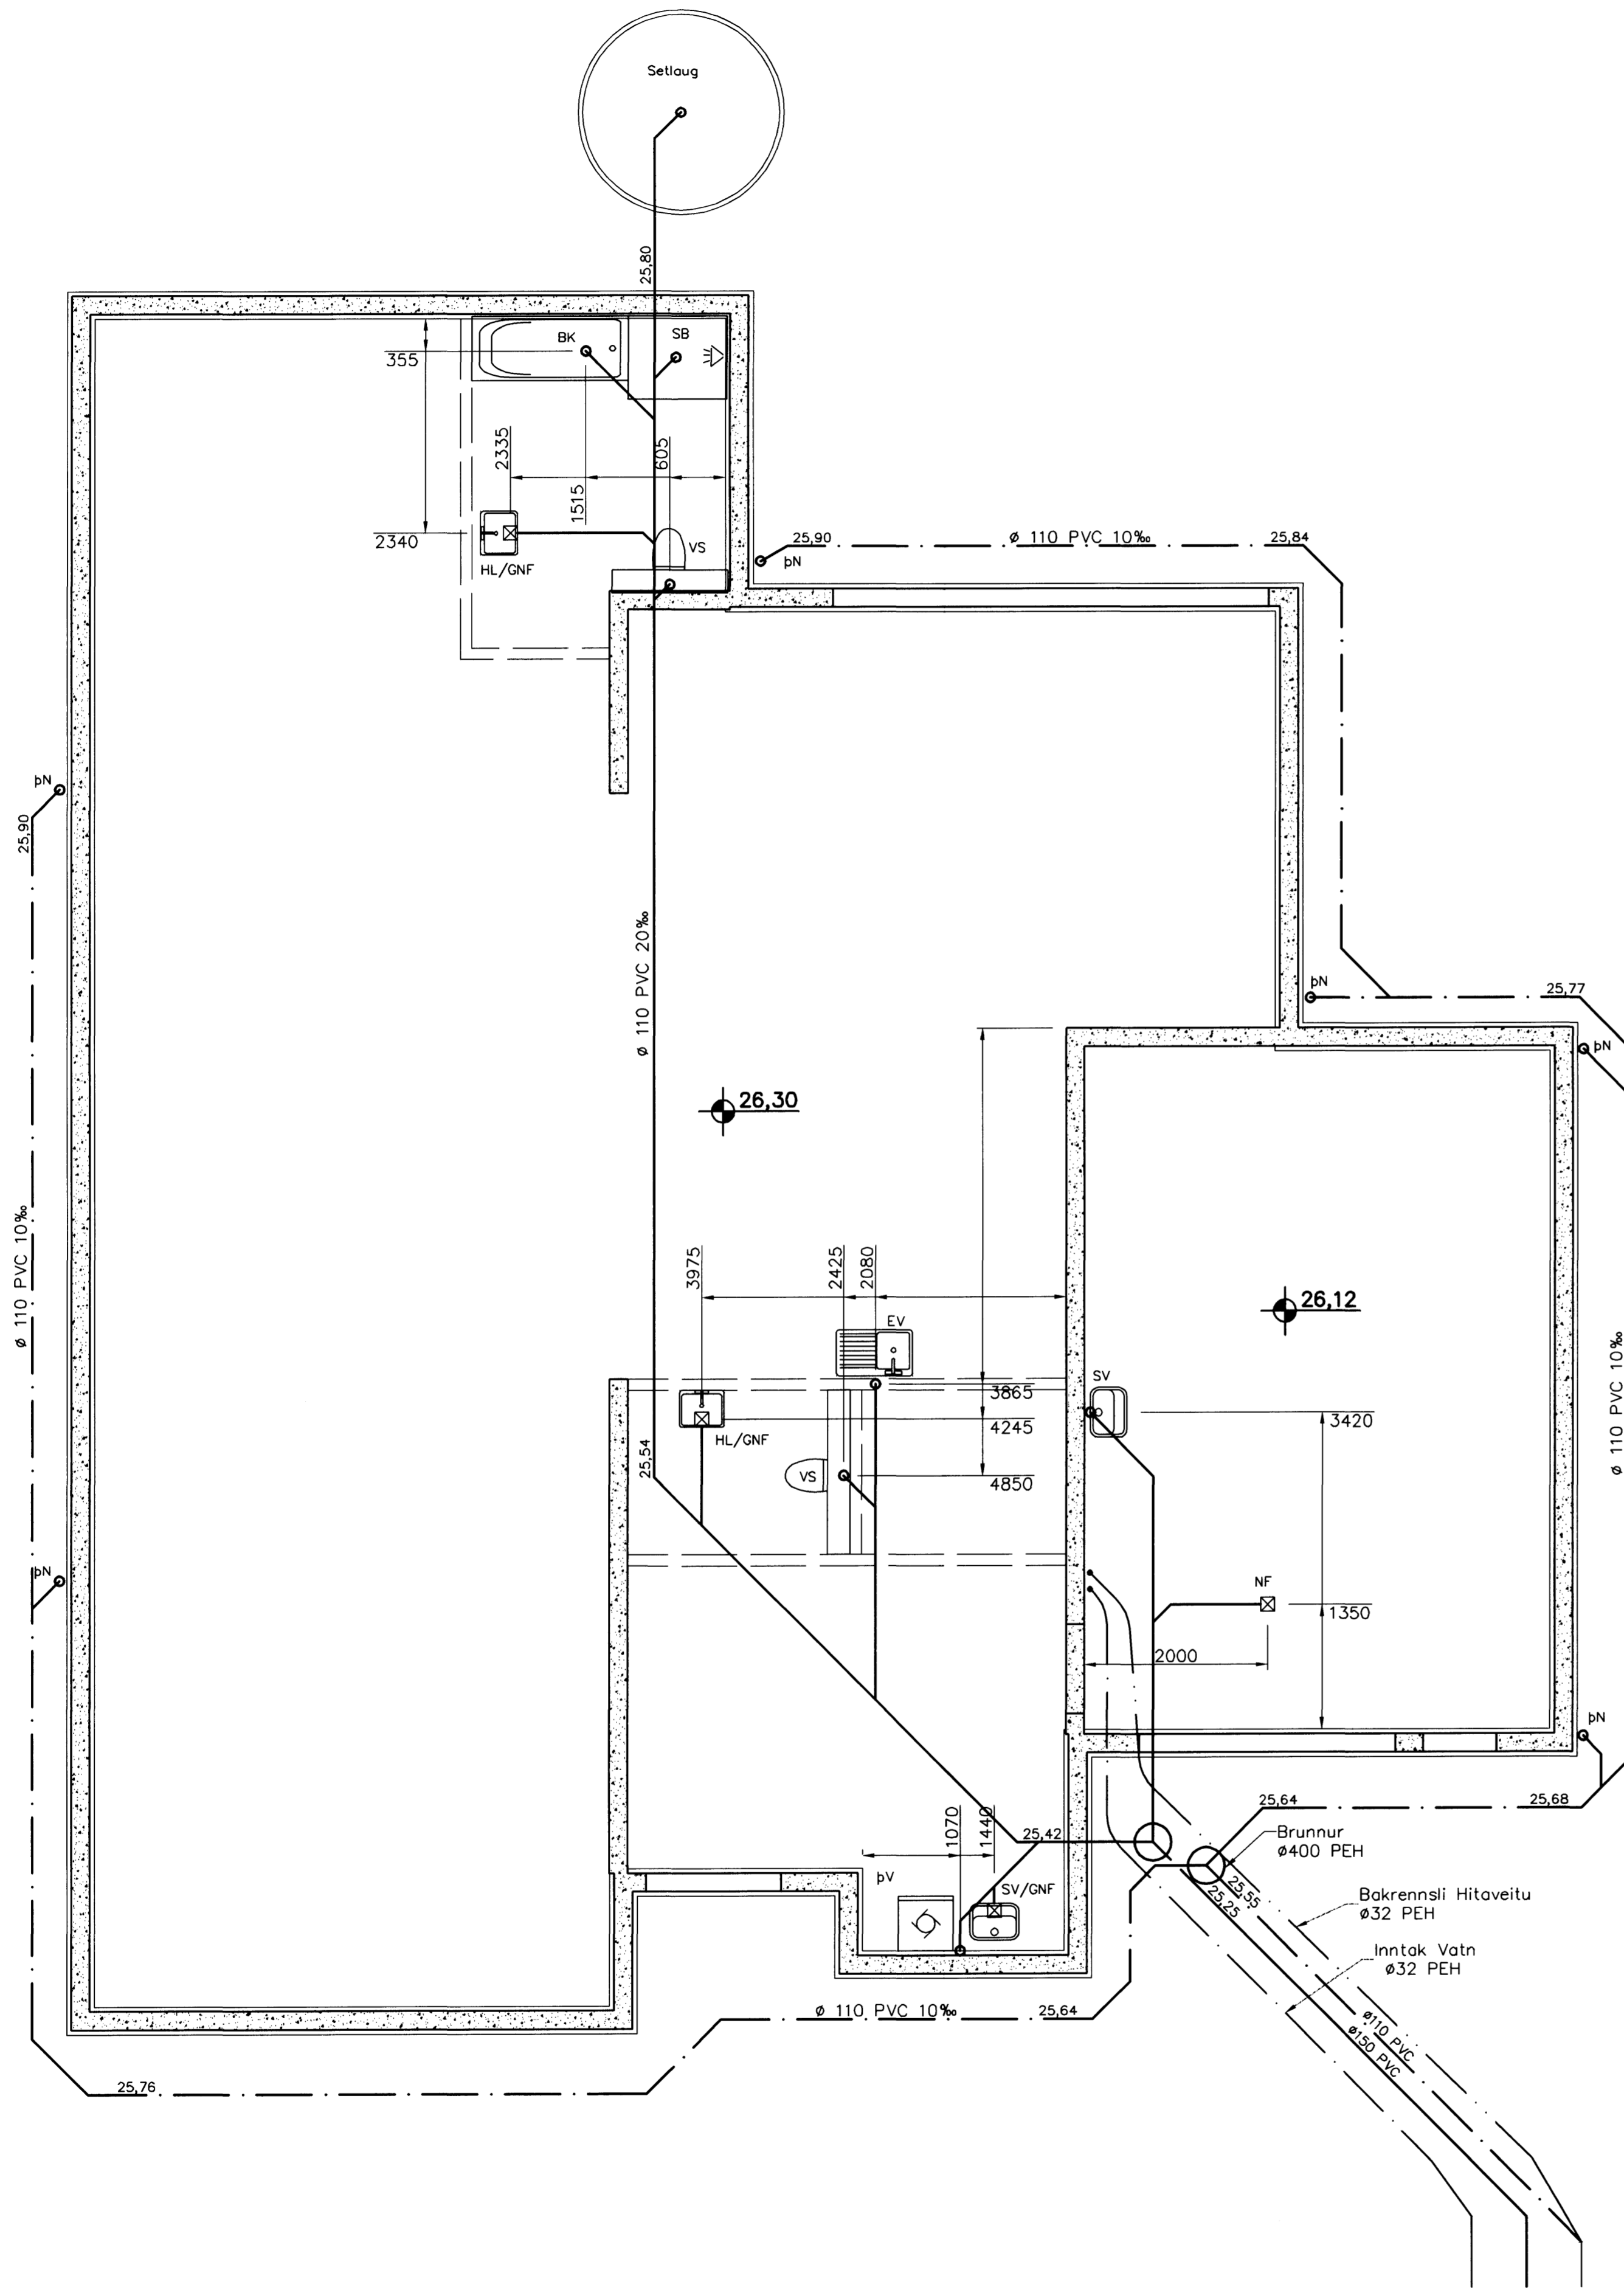 Setlaug
25,80
BK
SB
355
2335
605
1515
2340
VS
HL/GNF
25,90
Ø 110 PVC 10‰
25,84
þN
þN
25,90
Ø 110 PVC 20‰
þN
25,77
þN
26,30
Ø 110 PVC 10‰
3975
2425
2080
26,12
EV
Ø 110 PVC 10‰
SV
3865
3420
4245
HL/GNF
25,54
VS
4850
þN
NF
1350
2000
þN
25,64
25,68
1070
1440
25,42
Brunnur
Ø400 PEH
þV
SV/GNF
25,55
25,25
Bakrennsli Hitaveitu
Ø32 PEH
Inntak Vatn
Ø32 PEH
Ø 110 PVC 10‰
25,64
Ø110 PVC
Ø150 PVC
25,76